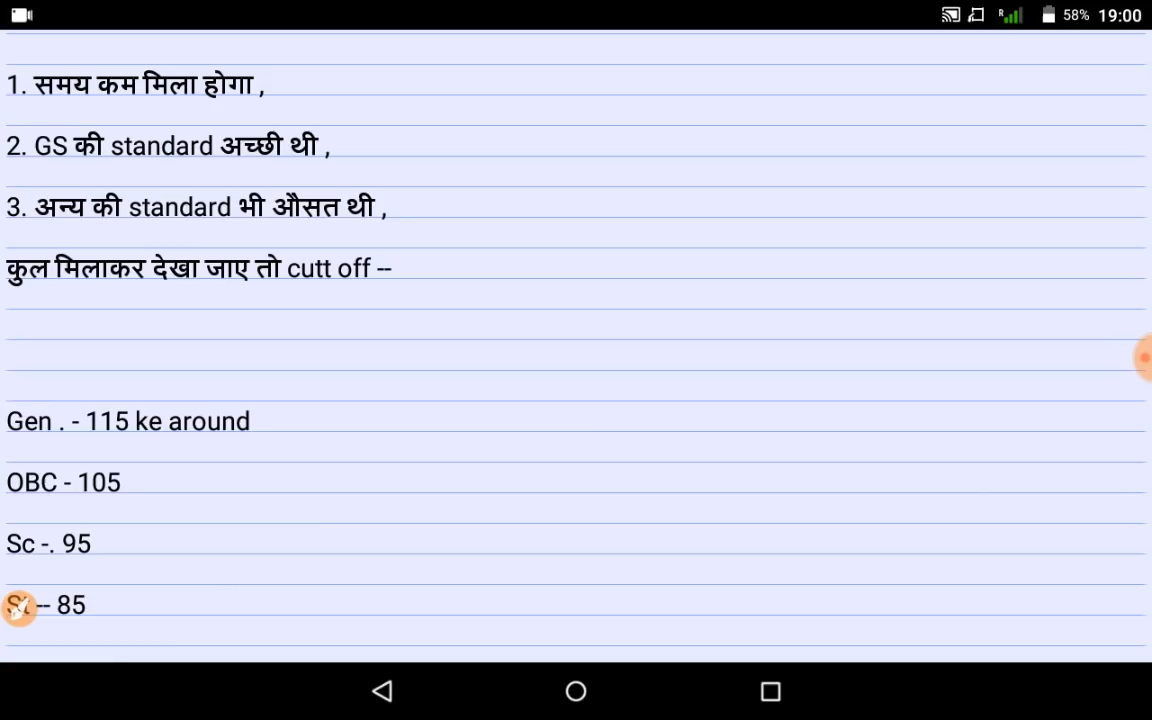 58% 19:00
1. समय कम मिला होगा ,
2. GS की standard अच्छी थी ,
3. अन्य की standard भी औसत थी ,
कुल मिलाकर देखा जाए तो cutt off --
Gen . - 115 ke around
OBC - 105
Sc -. 95
St -- 85